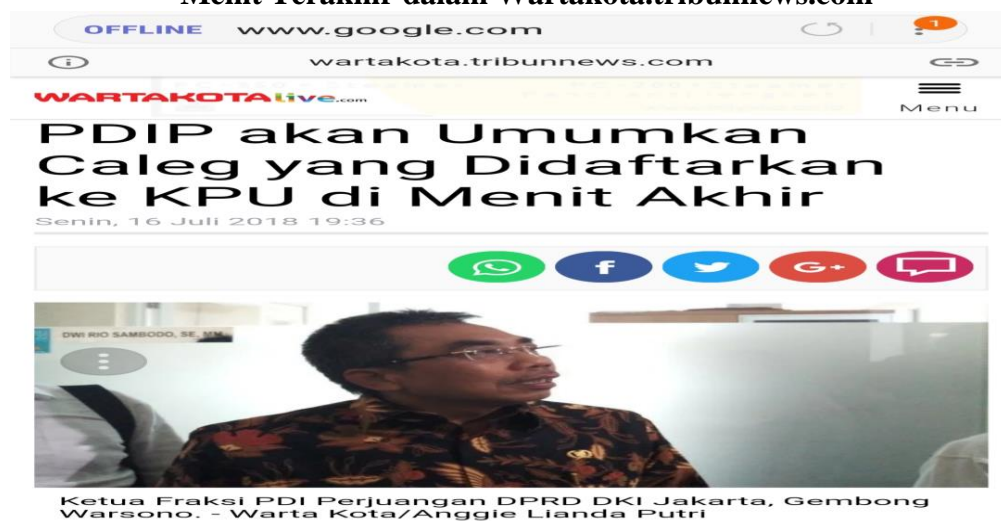 Menit Terakhir dalam Wartakota.tribunnews.com
OFFLINE www.google.com
1
wartakota.tribunnews.com
WARTAKOTAlive.com
Menu
PDIP akan Umumkan
Caleg yang Didaftarkan
ke KPU di Menit Akhir
Senin, 16 Juli 2018 19:36
f
G+
DWI RIO SAMBODO, SE, MM
Ketua Fraksi PDI Perjuangan DPRD DKI Jakarta, Gembong
Warsono. - Warta Kota/Anggie Lianda Putri